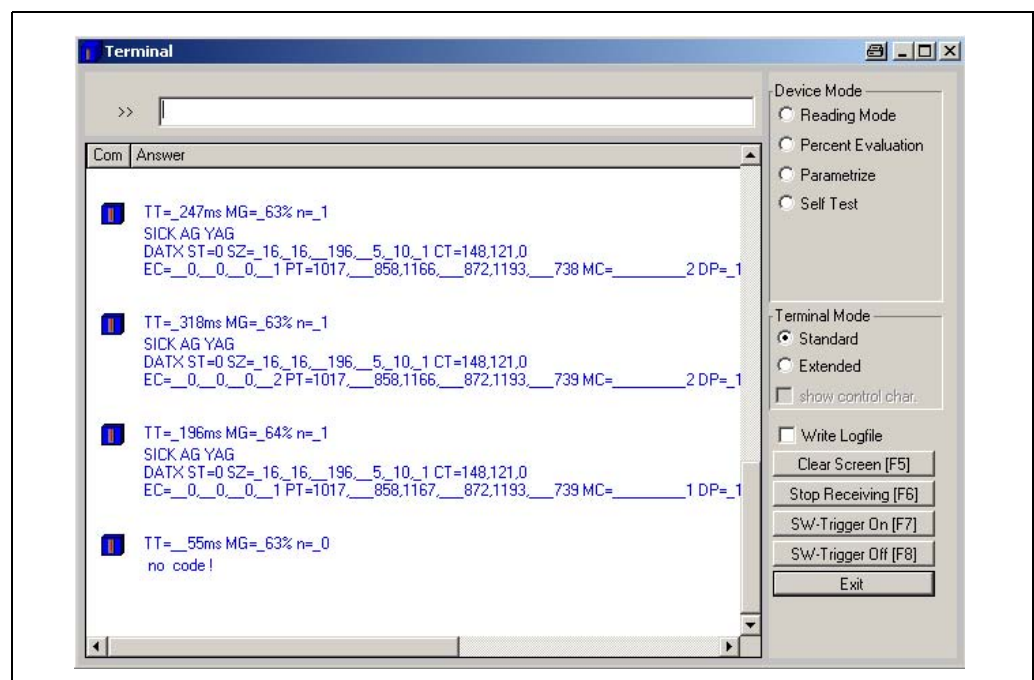 Terminal
>>
Com Answer
TT=_247ms MG=_63% n=_1
SICK AG YAG
DATX ST=0 SZ=_16,_16,__196,__5,_10,_1 CT=148,121,0
EC=__0,__0,__0,__1 PT=1017,___858,1166,___872,1193,___738 MC=_________2 DP=_1
TT=_318ms MG=_63% n=_1
SICK AG YAG
DATX ST=0 SZ=_16,_16,__196,__5,_10,_1 CT=148,121,0
EC=__0,__0,__0,__2 PT=1017,___858,1166,___872,1193,___739 MC=_________2 DP=_1
TT=_196ms MG=_64% n=_1
SICK AG YAG
DATX ST=0 SZ=_16,_16,__196,__5,_10,_1 CT=148,121,0
EC=__0,__0,__0,__1 PT=1017,___858,1167,___872,1193,___739 MC=_________1 DP=_1
TT=__55ms MG=_63% n=_0
no code !
Device Mode
Reading Mode
Percent Evaluation
Parametrize
Self Test
Terminal Mode
Standard
Extended
show control char.
Write Logfile
Clear Screen [F5]
Stop Receiving [F6]
SW-Trigger On [F7]
SW-Trigger Off [F8]
Exit